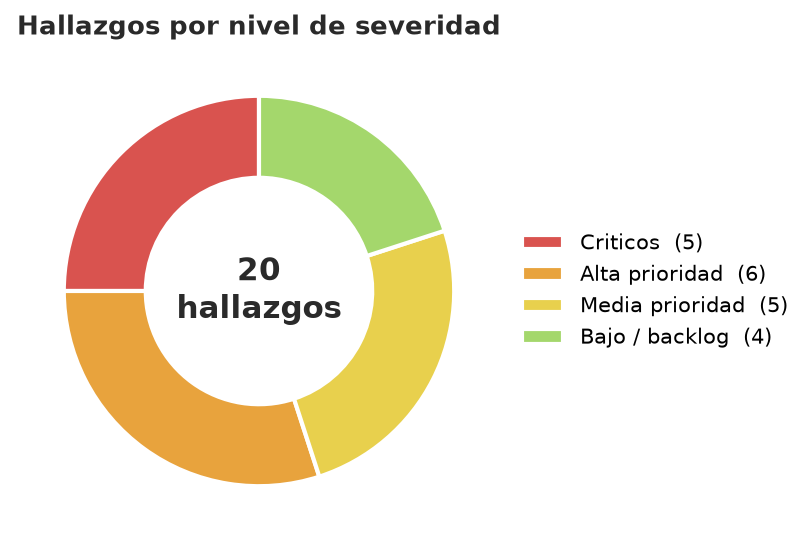 Hallazgos por nivel de severidad
20
hallazgos
Criticos (5)
Alta prioridad (6)
Media prioridad (5)
Bajo / backlog (4)